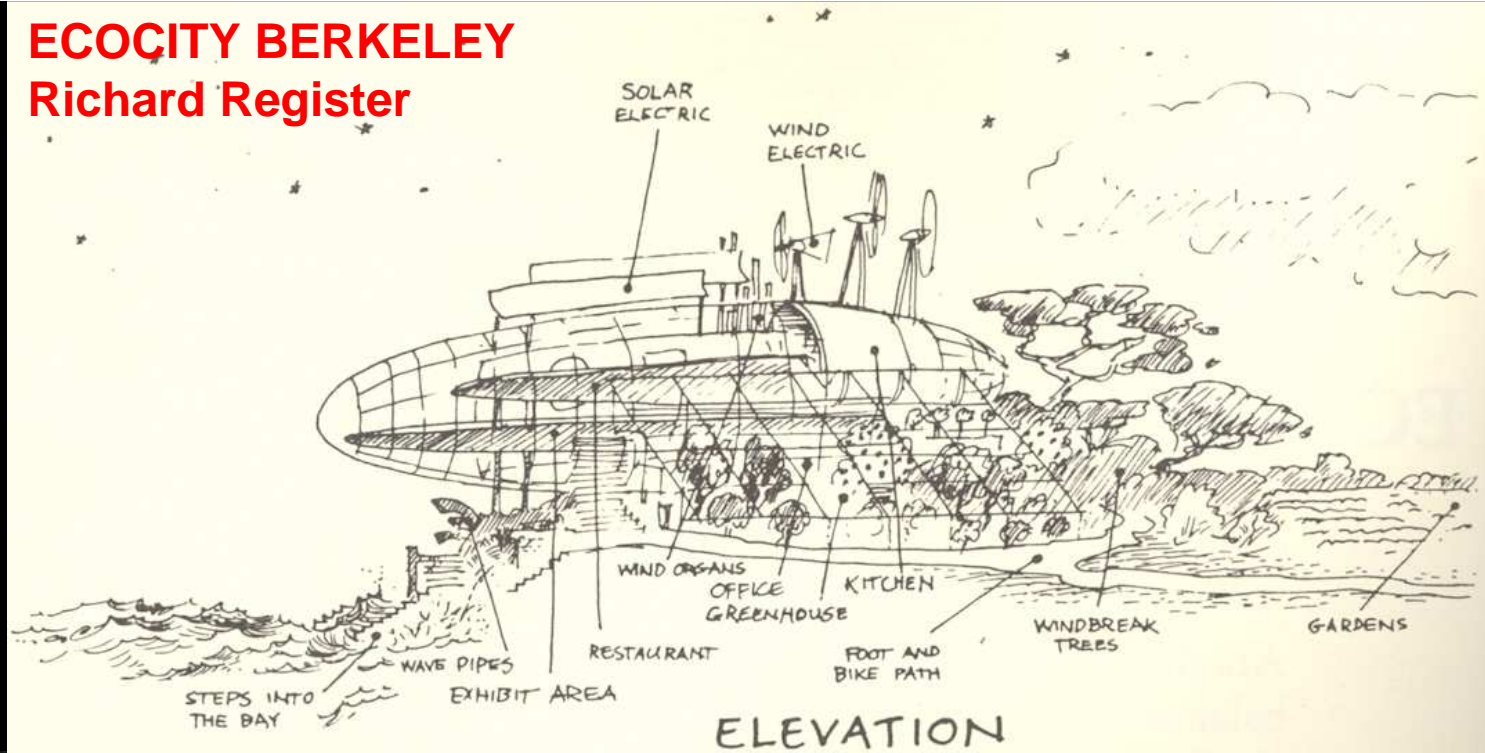 ECOCITY BERKELEY
Richard Register
SOLAR
ELECTRIC
WIND
ELECTRIC
WIND ORGANS
OFFICE
GREENHOUSE
KITCHEN
RESTAURANT
FOOT AND
BIKE PATH
WINDBREAK
TREES
GARDENS
WAVE PIPES
EXHIBIT AREA
STEPS INTO
THE BAY
ELEVATION